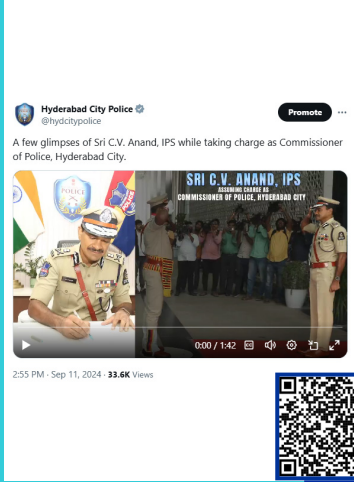 Hyderabad City Police
Promote
@hydcitypolice
A few glimpses of Sri C.V. Anand, IPS while taking charge as Commissioner
of Police, Hyderabad City.
POLICE
SRI C.V. ANAND, IPS
ASSUMING CHARGE AS
COMMISSIONER OF POLICE, HYDERABAD CITY
0:00 / 1:42
2:55 PM · Sep 11, 2024 · 33.6K Views